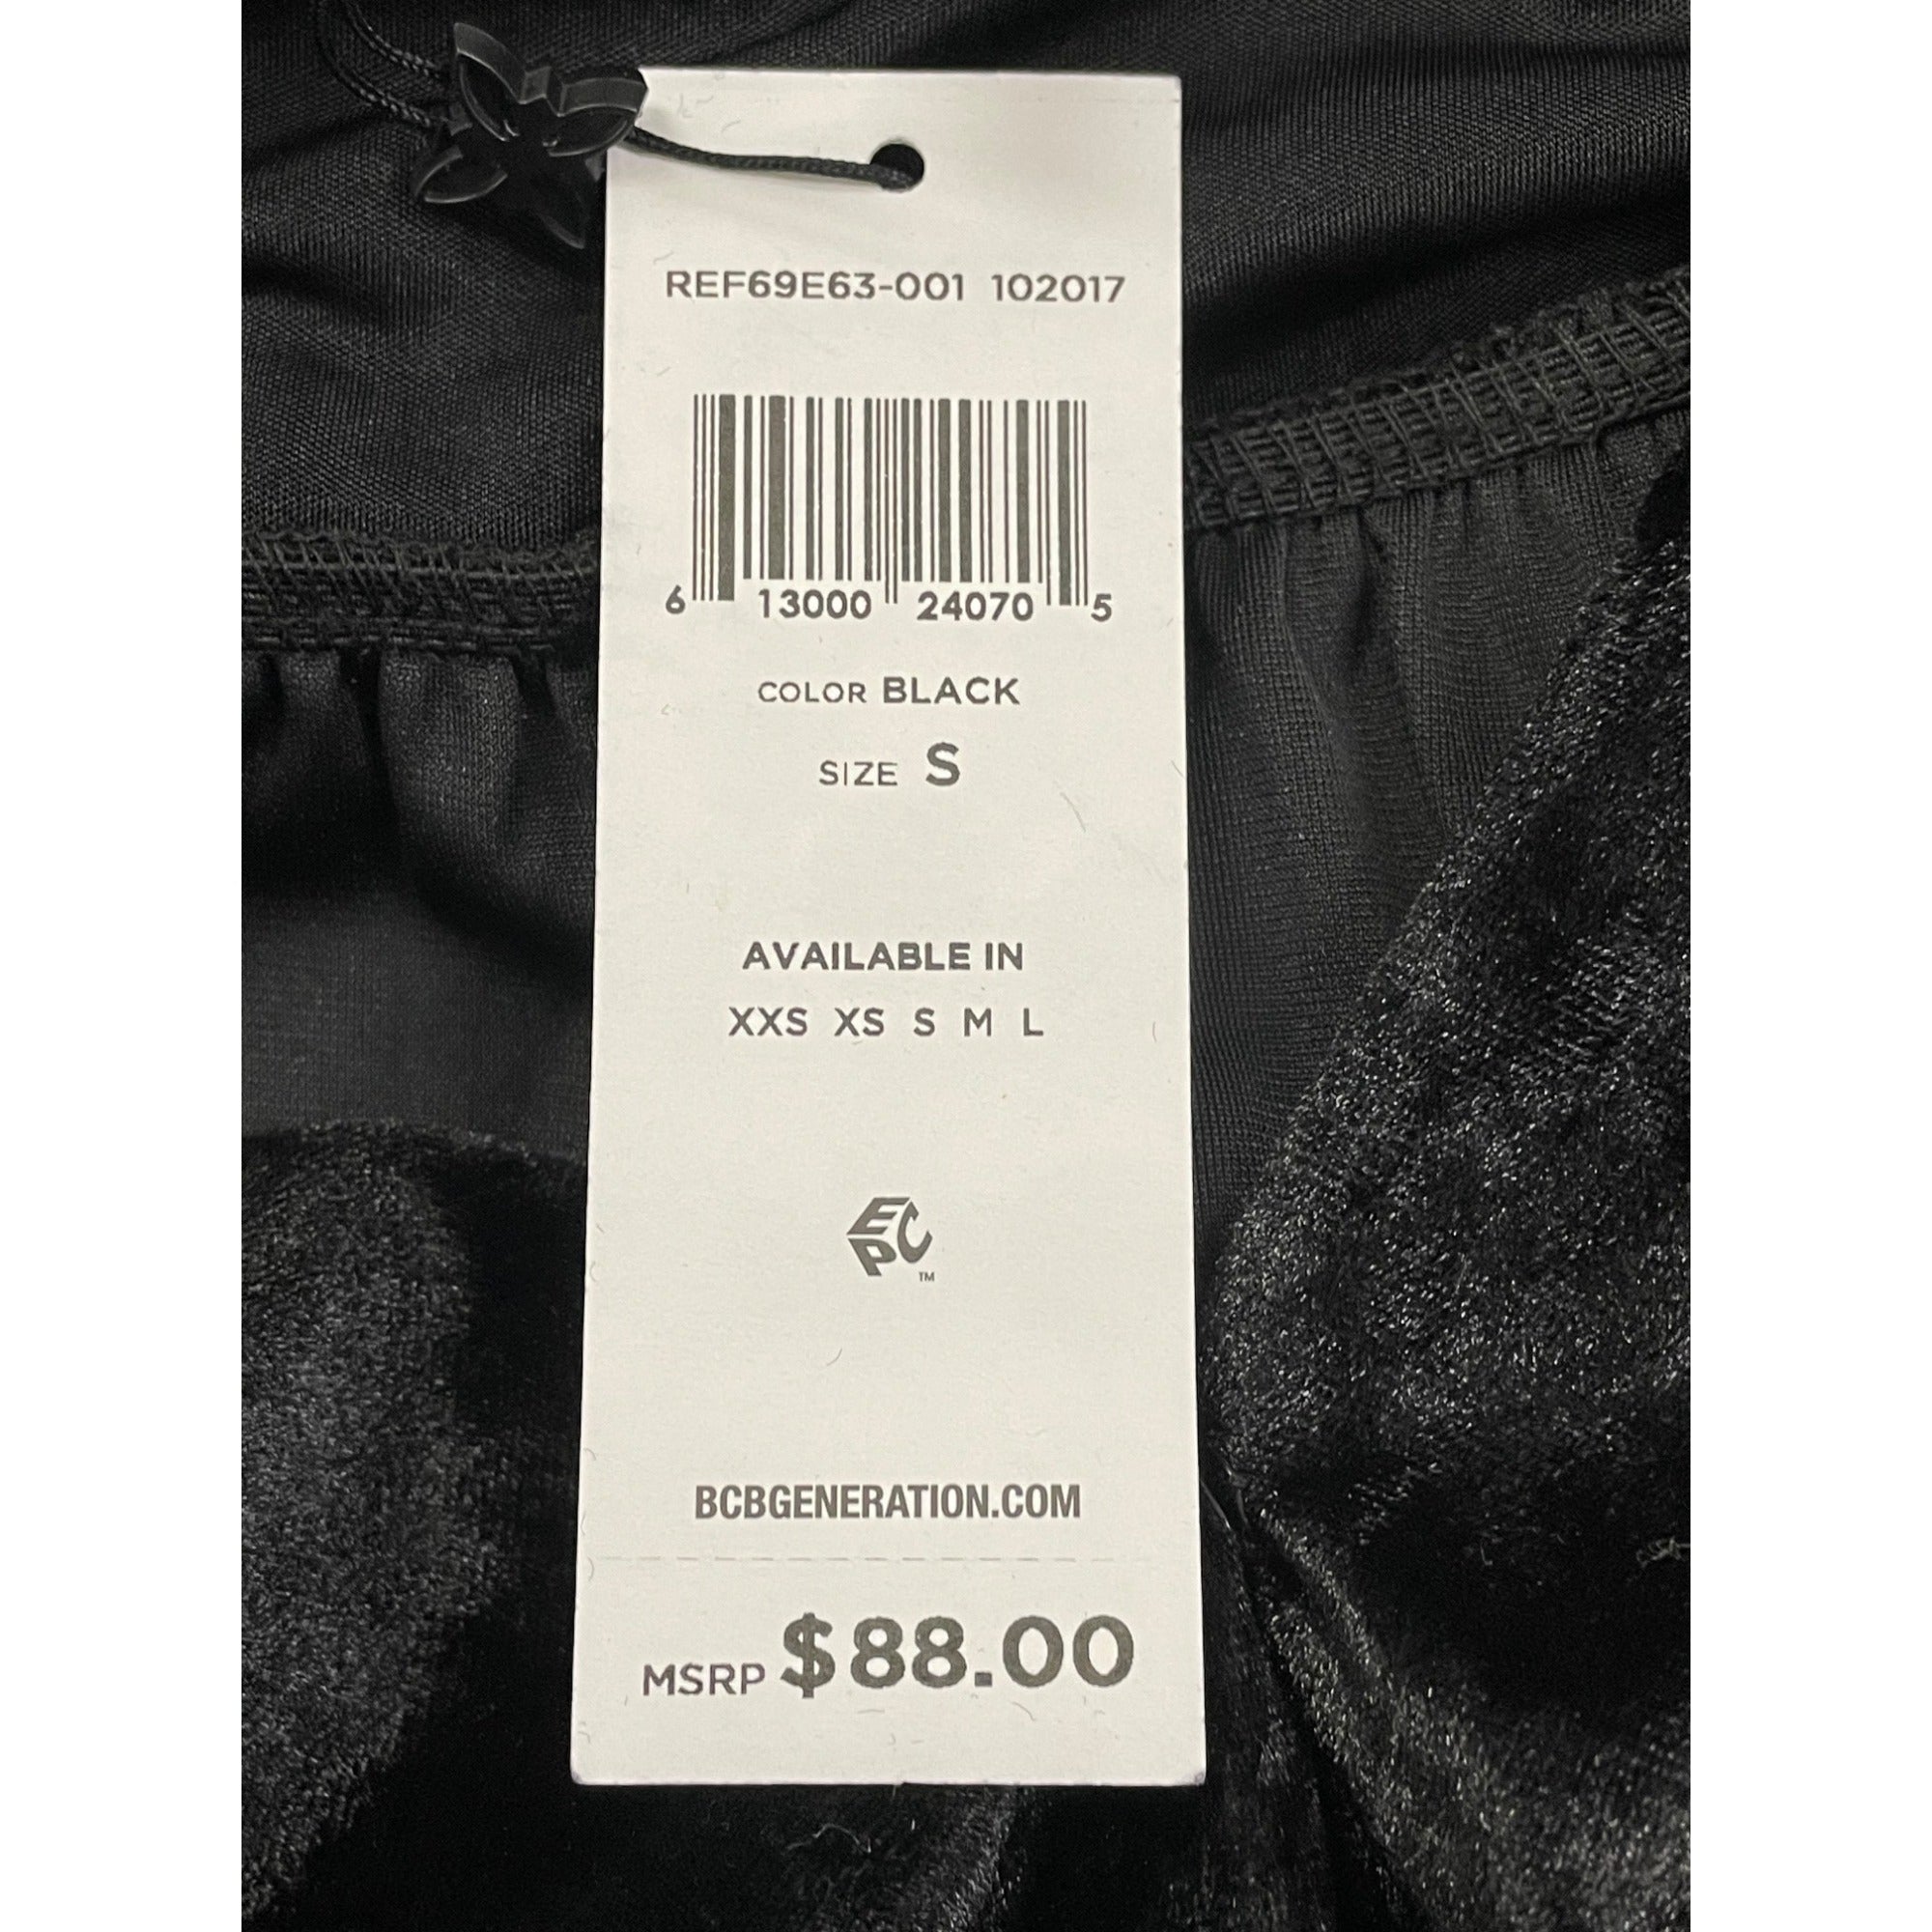 REF69E63-001 102017
6 13000 24070 5
COLOR BLACK
SIZE S
AVAILABLE IN
XXS XS S M L
EPC
™
BCBGENERATION.COM
MSRP $88.00